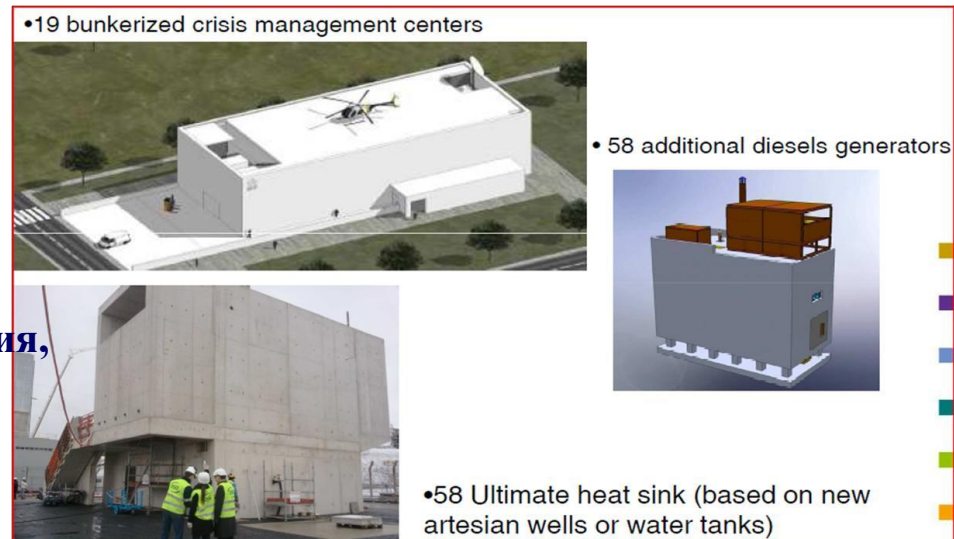 •19 bunkerized crisis management centers
• 58 additional diesels generators
ия,
•58 Ultimate heat sink (based on new
artesian wells or water tanks)